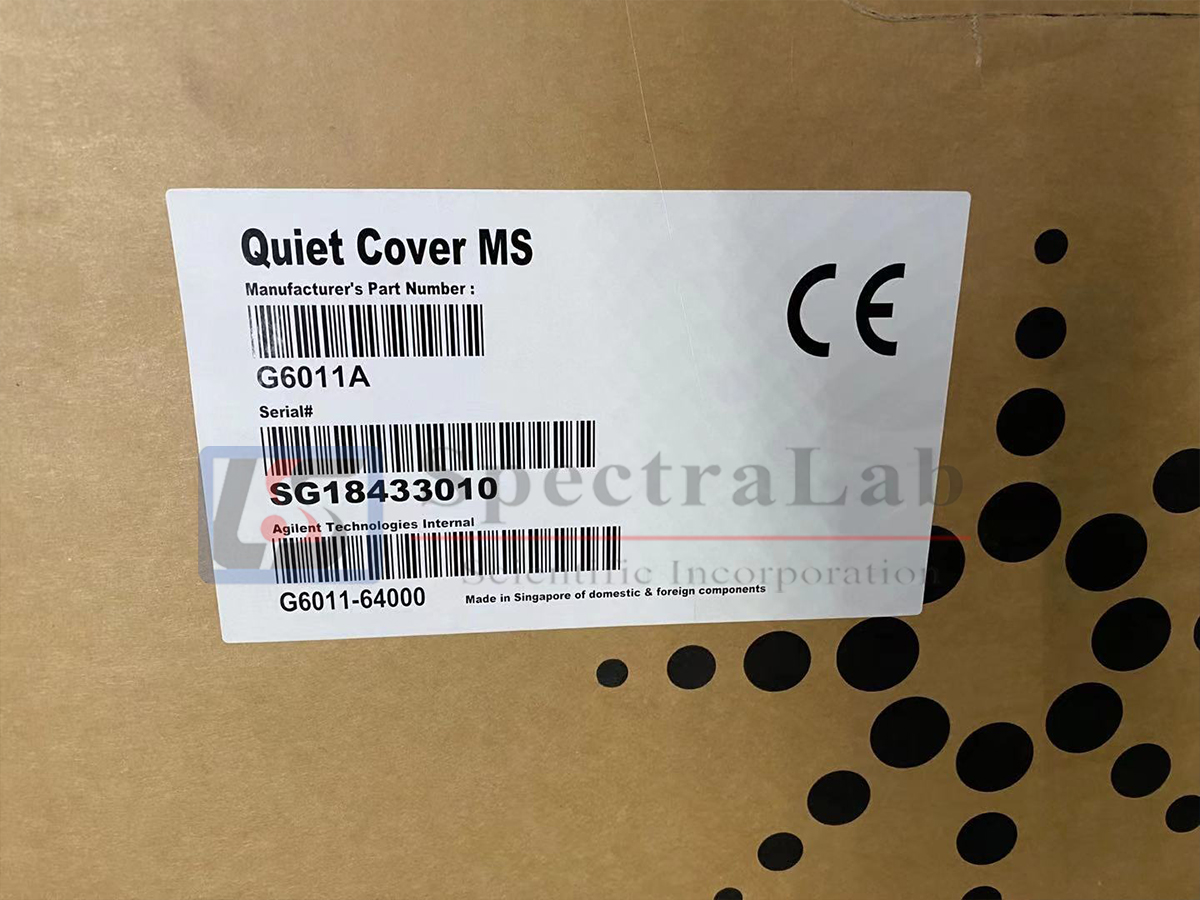 Quiet Cover MS
Manufacturer's Part Number :
G6011A
Serial#
SG18433010
Agilent Technologies Internal
G6011-64000
Made in Singapore of domestic & foreign components
CE
LS SpectraLab
Scientific Incorporation